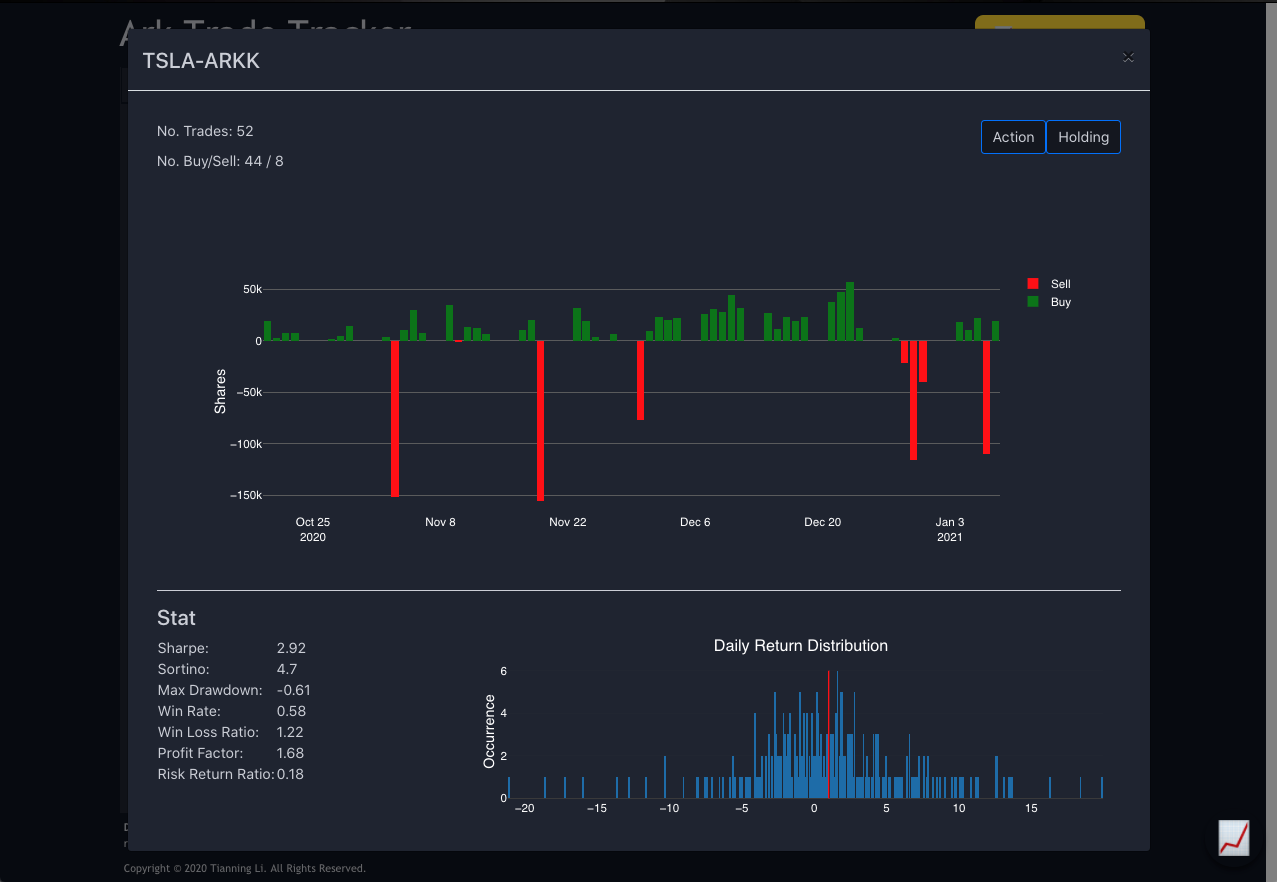 Ark Trade Tracker
TSLA-ARKK
×
No. Trades: 52
Action Holding
No. Buy/Sell: 44 / 8
Sell
Buy
Shares
50k
0
−50k
−100k
−150k
Oct 25 Nov 8 Nov 22 Dec 6 Dec 20 Jan 3
2020 2021
Stat
Sharpe: 2.92
Sortino: 4.7
Max Drawdown: -0.61
Win Rate: 0.58
Win Loss Ratio: 1.22
Profit Factor: 1.68
Risk Return Ratio: 0.18
Daily Return Distribution
Occurrence
6
4
2
0
−20 −15 −10 −5 0 5 10 15
Copyright © 2020 Tianning Li. All Rights Reserved.